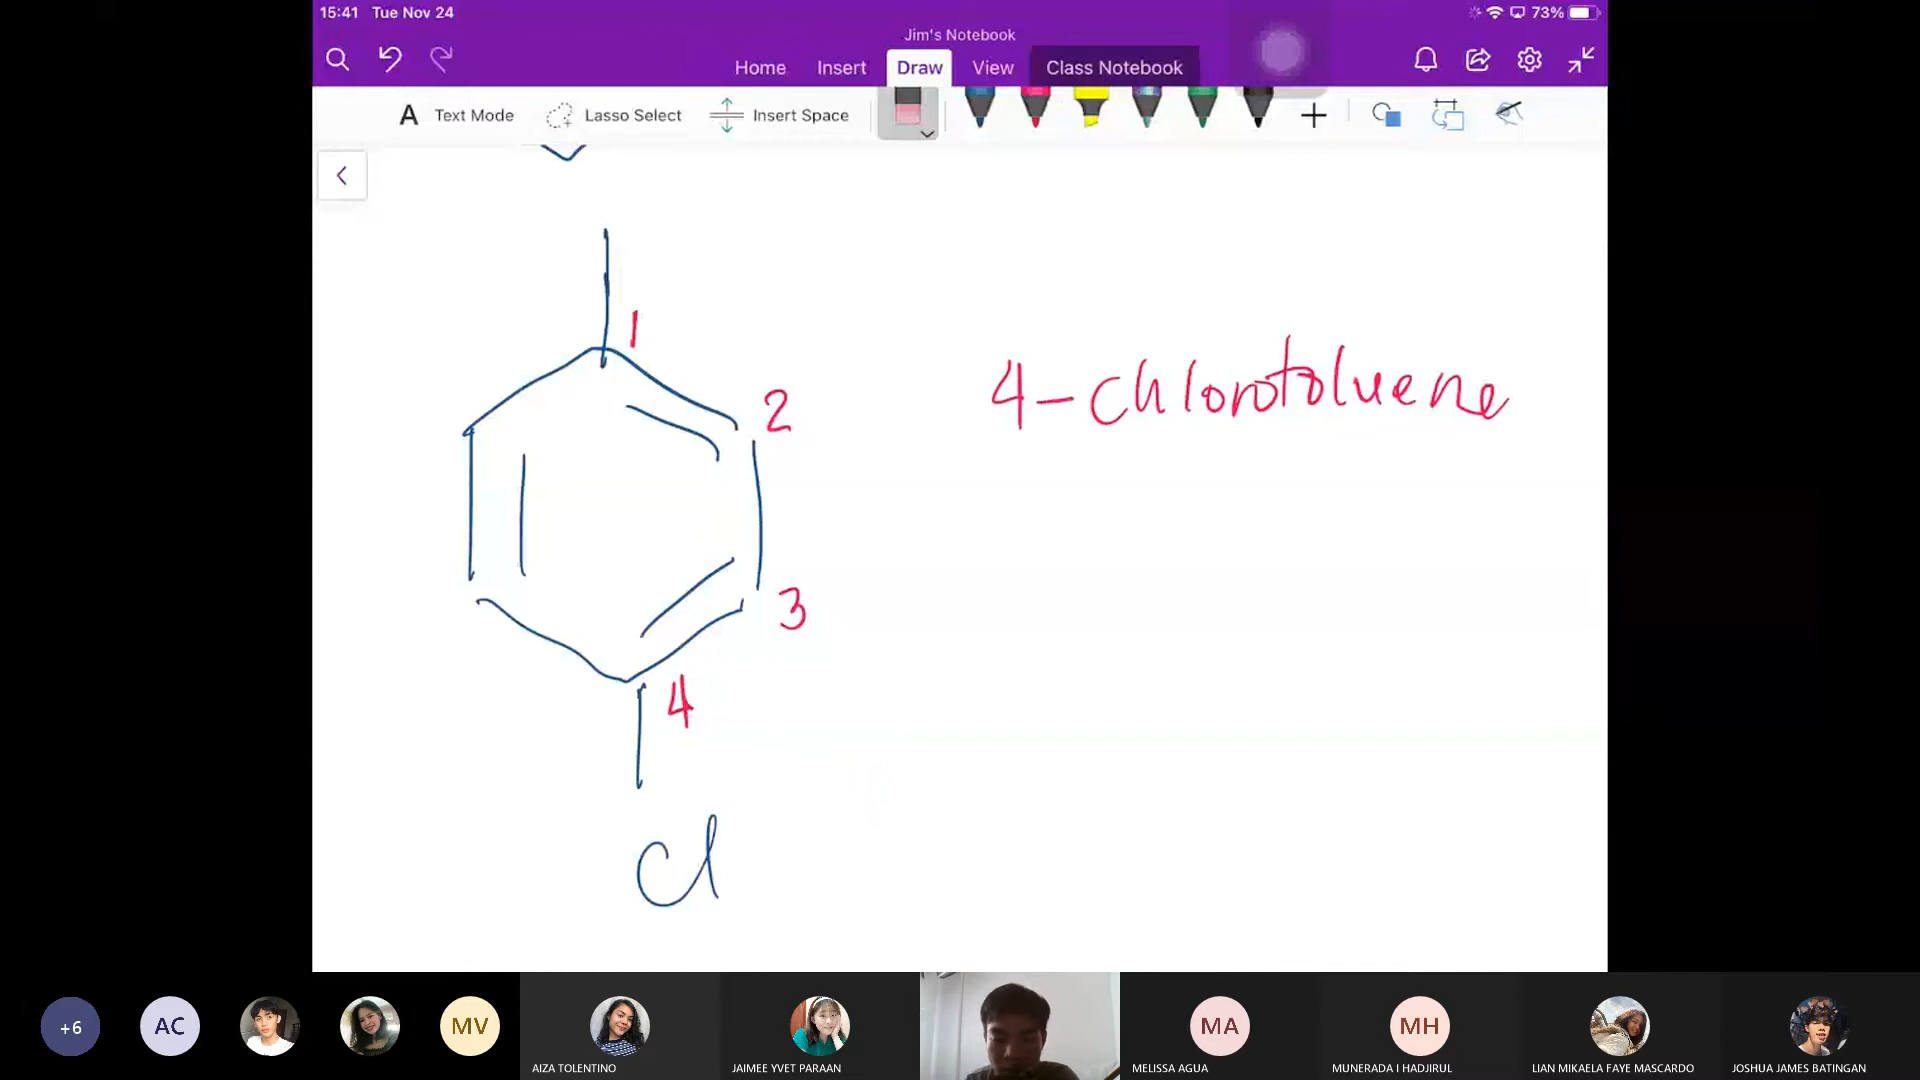 15:41 Tue Nov 24
73%
Jim's Notebook
Home Insert Draw View Class Notebook
A Text Mode Lasso Select Insert Space
1
2
4-chlorotoluene
3
4
Cl
+6 AC MV MA MH
AIZA TOLENTINO JAIMEE YVET PARAAN MELISSA AGUA MUNERADA I HADJIRUL LIAN MIKAELA FAYE MASCARDO JOSHUA JAMES BATINGAN